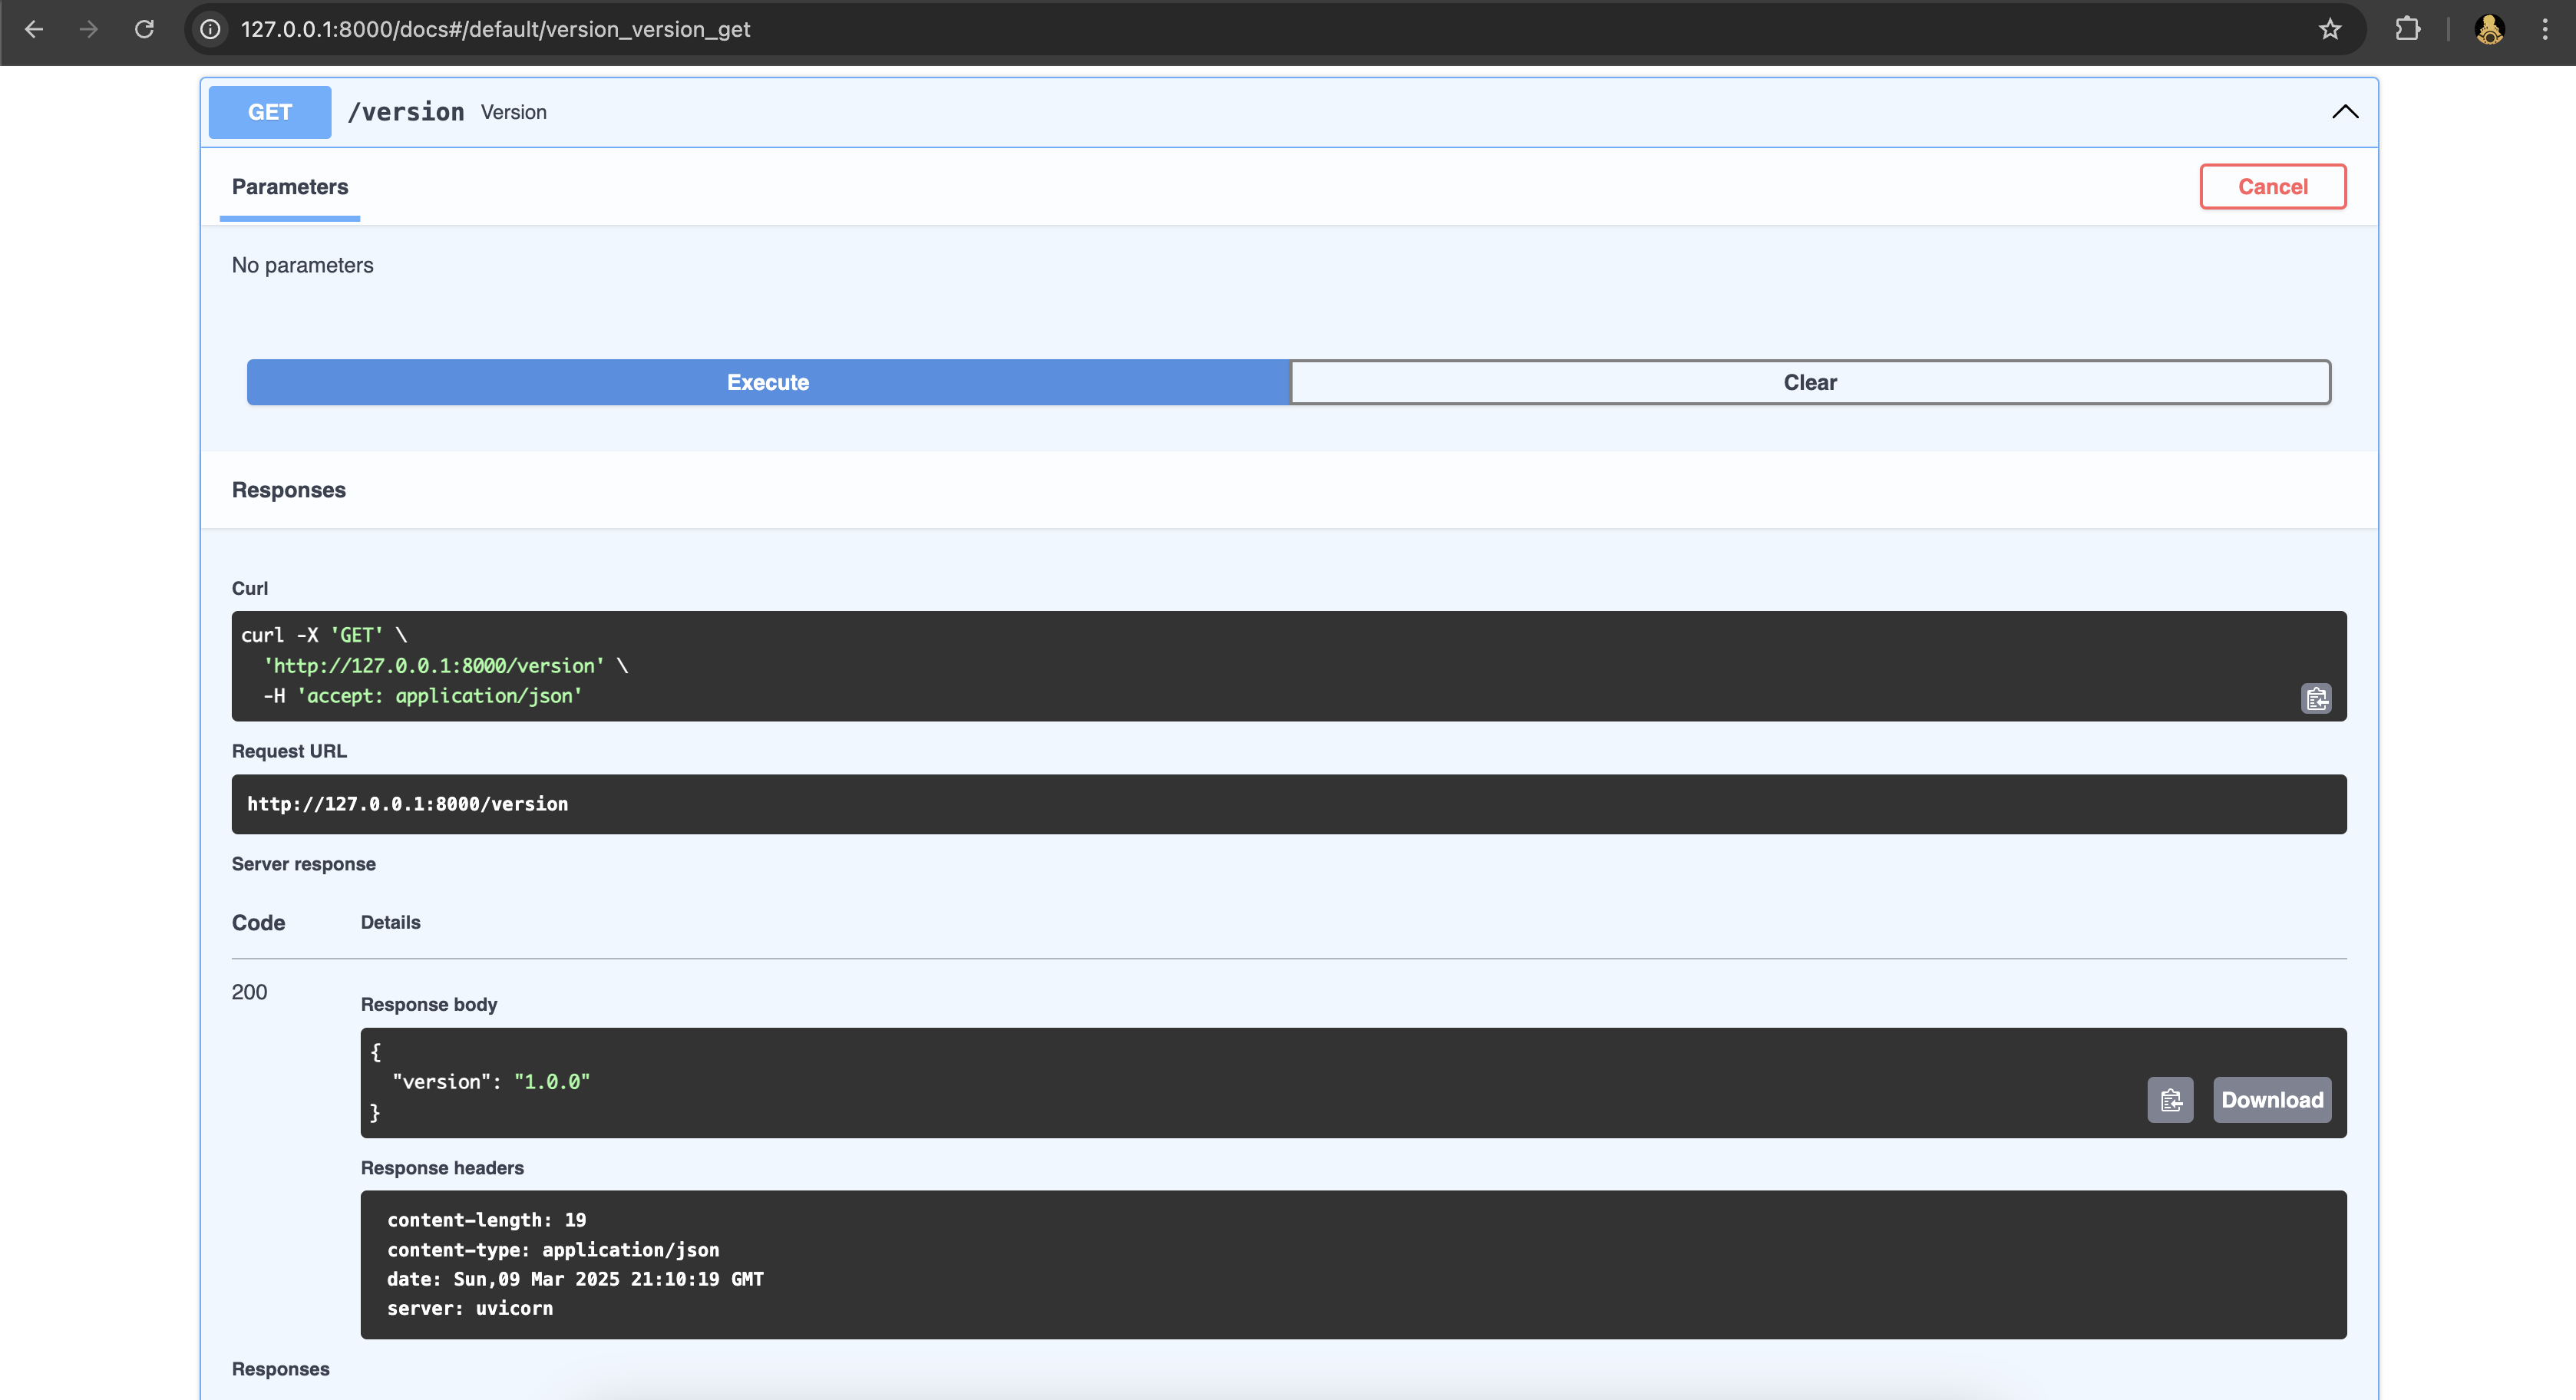 127.0.0.1:8000/docs#/default/version_version_get
GET /version Version
Parameters Cancel
No parameters
Execute Clear
Responses
Curl
curl -X 'GET' \
  'http://127.0.0.1:8000/version' \
  -H 'accept: application/json'
Request URL
http://127.0.0.1:8000/version
Server response
Code Details
200
Response body
{
  "version": "1.0.0"
}
Download
Response headers
content-length: 19
content-type: application/json
date: Sun,09 Mar 2025 21:10:19 GMT
server: uvicorn
Responses